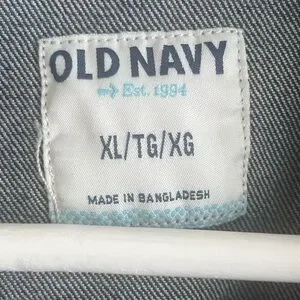 OLD NAVY
Est. 1994
XL/TG/XG
MADE IN BANGLADESH